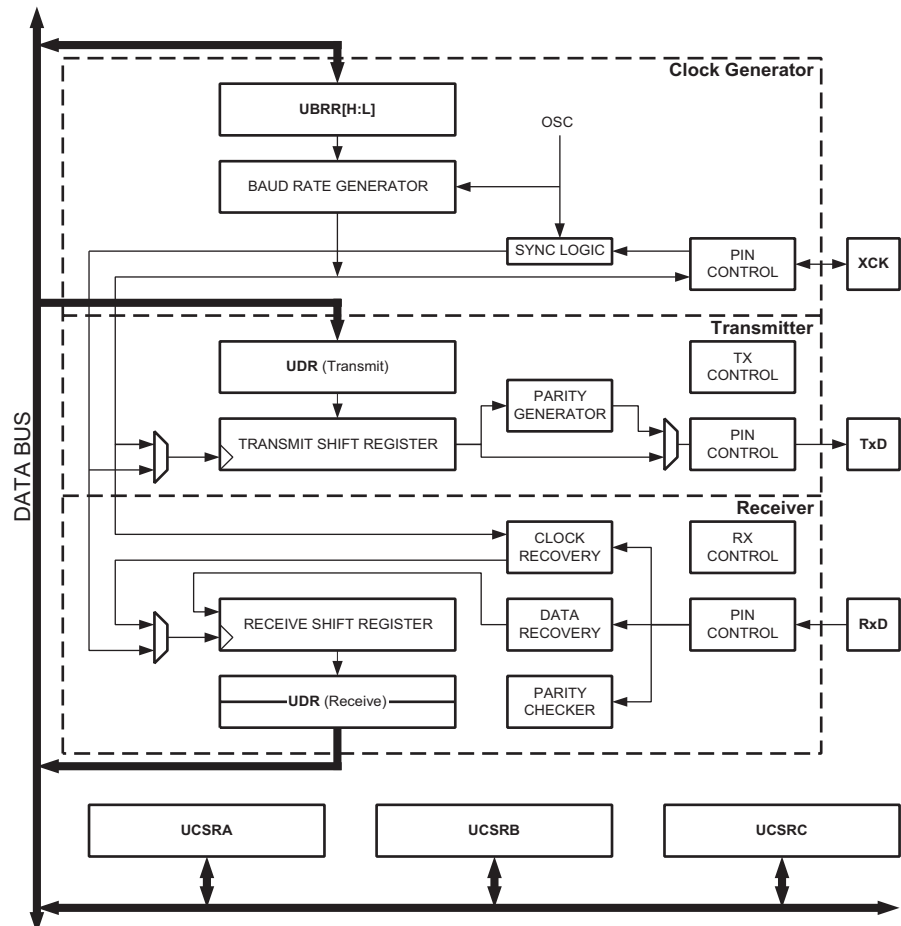 Clock Generator
UBRR[H:L]
OSC
BAUD RATE GENERATOR
SYNC LOGIC
PIN
CONTROL
XCK
Transmitter
UDR (Transmit)
TX
CONTROL
PARITY
GENERATOR
TRANSMIT SHIFT REGISTER
PIN
CONTROL
TxD
DATA BUS
Receiver
CLOCK
RECOVERY
RX
CONTROL
RECEIVE SHIFT REGISTER
DATA
RECOVERY
PIN
CONTROL
RxD
UDR (Receive)
PARITY
CHECKER
UCSRA
UCSRB
UCSRC